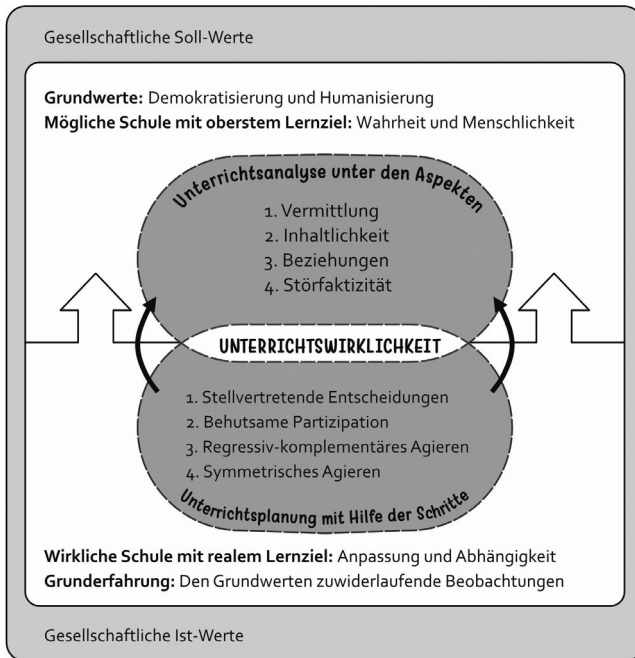 Gesellschaftliche Soll-Werte
Grundwerte: Demokratisierung und Humanisierung
Mögliche Schule mit oberstem Lernziel: Wahrheit und Menschlichkeit
Unterrichtsanalyse unter den Aspekten
1. Vermittlung
2. Inhaltlichkeit
3. Beziehungen
4. Störfaktizität
UNTERRICHTSWIRKLICHKEIT
1. Stellvertretende Entscheidungen
2. Behutsame Partizipation
3. Regressiv-komplementäres Agieren
4. Symmetrisches Agieren
Unterrichtsplanung mit Hilfe der Schritte
Wirkliche Schule mit realem Lernziel: Anpassung und Abhängigkeit
Grunderfahrung: Den Grundwerten zuwiderlaufende Beobachtungen
Gesellschaftliche Ist-Werte